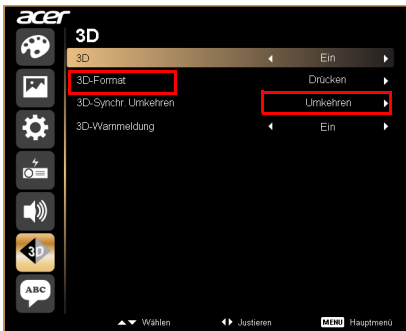 acer
3D
3D Ein
3D-Format Drücken
3D-Synchr. Umkehren Umkehren
3D-Warnmeldung Ein
3D
ABC
Wählen Justieren MENU Hauptmenü